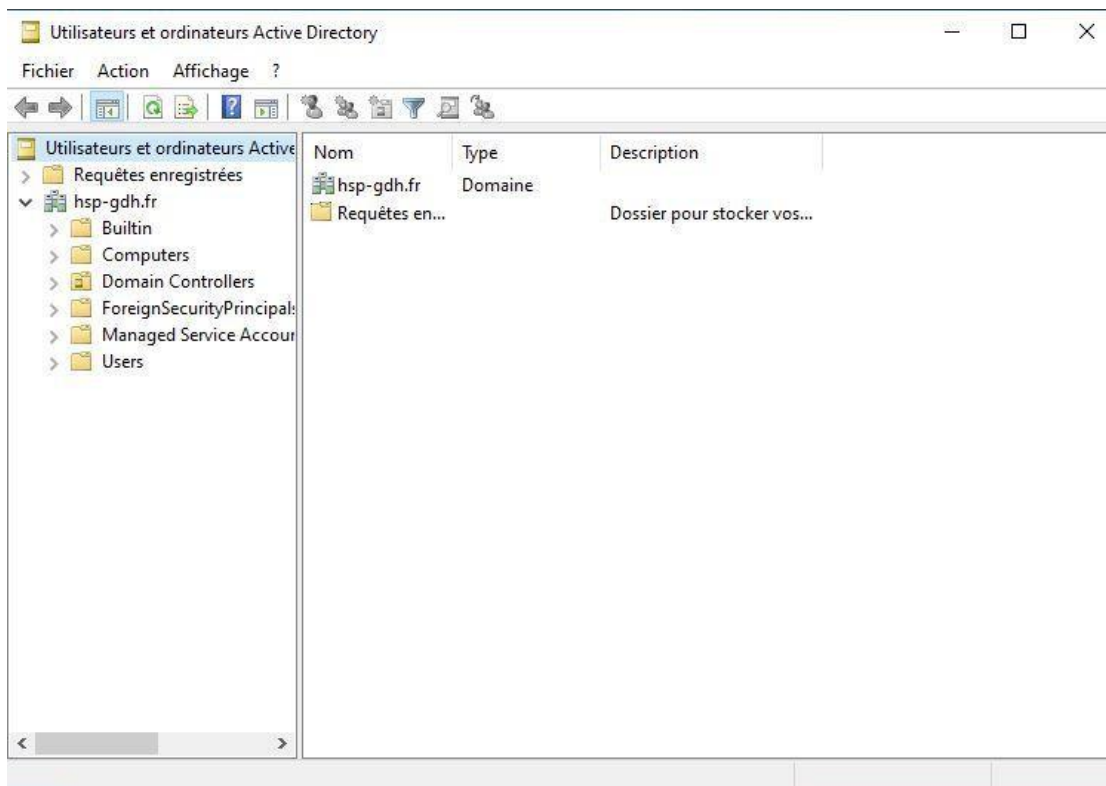 Utilisateurs et ordinateurs Active Directory
Fichier Action Affichage ?
Utilisateurs et ordinateurs Active
Requêtes enregistrées
hsp-gdh.fr
Builtin
Computers
Domain Controllers
ForeignSecurityPrincipals
Managed Service Accour
Users
Nom Type Description
hsp-gdh.fr Domaine
Requêtes en... Dossier pour stocker vos...